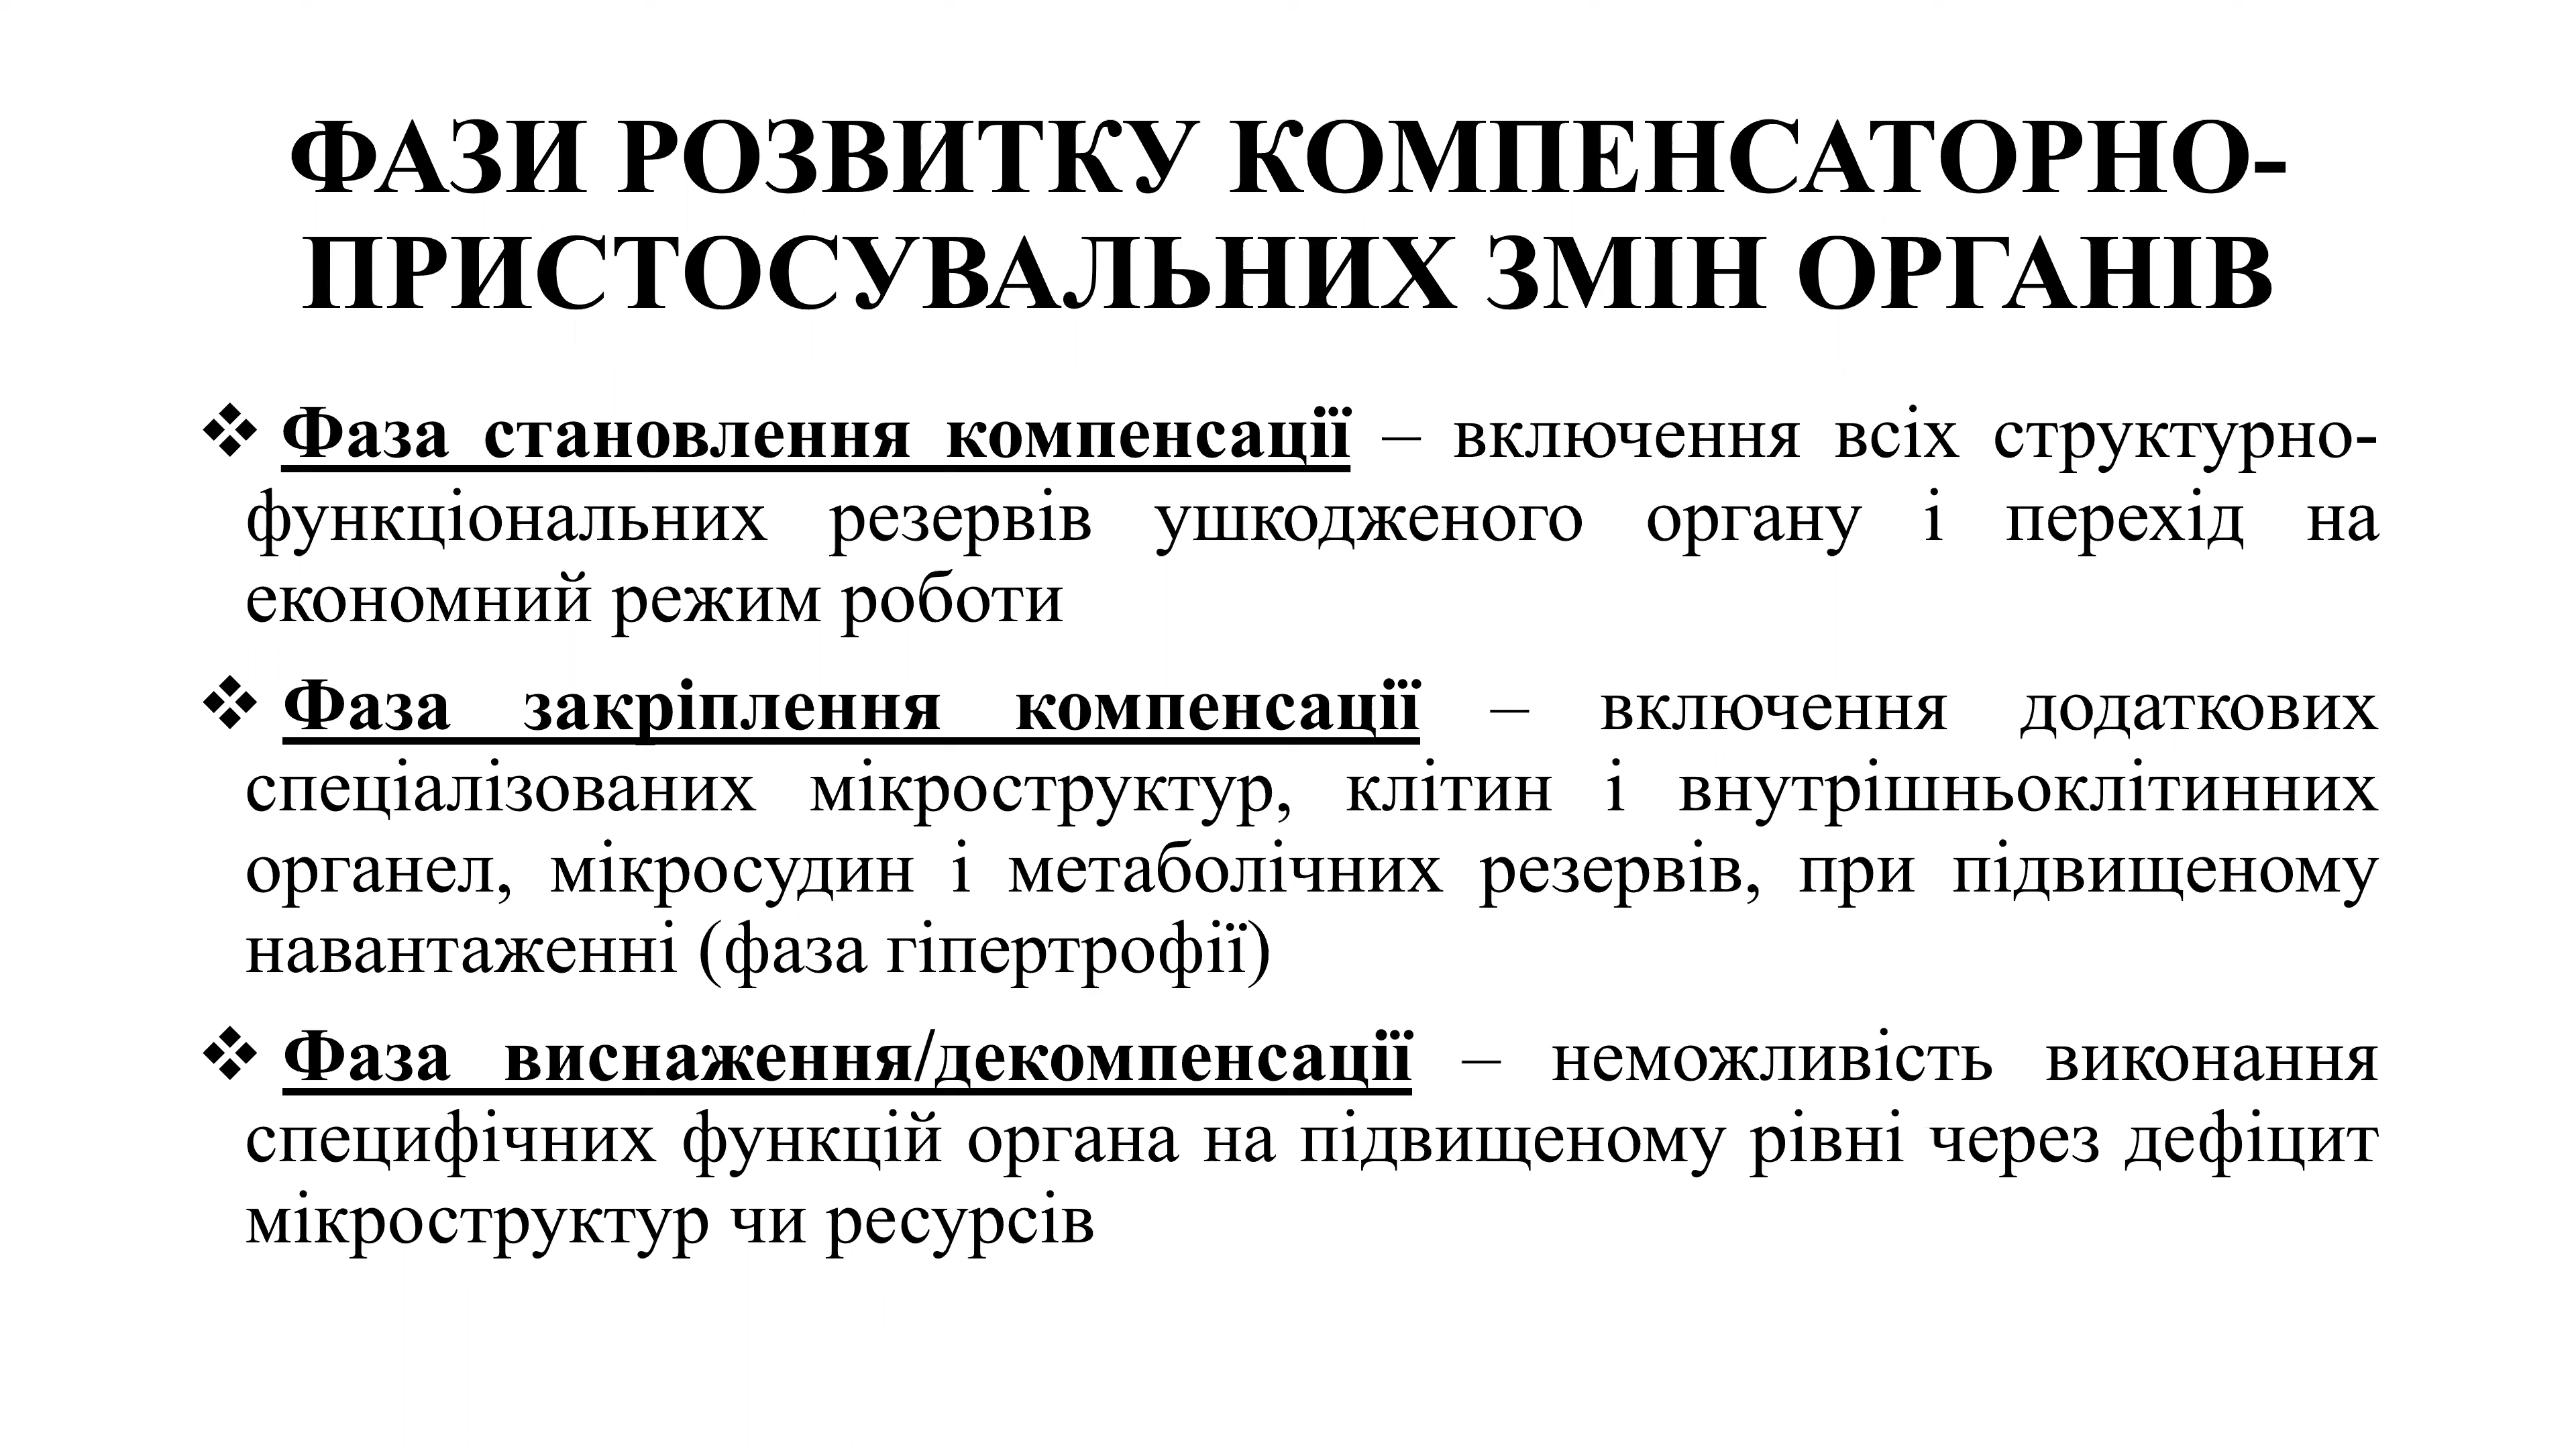 ФАЗИ РОЗВИТКУ КОМПЕНСАТОРНО-
ПРИСТОСУВАЛЬНИХ ЗМІН ОРГАНІВ
❖ Фаза становлення компенсації – включення всіх структурно-
функціональних резервів ушкодженого органу і перехід на
економний режим роботи
❖ Фаза закріплення компенсації – включення додаткових
спеціалізованих мікроструктур, клітин і внутрішньоклітинних
органел, мікросудин і метаболічних резервів, при підвищеному
навантаженні (фаза гіпертрофії)
❖ Фаза виснаження/декомпенсації – неможливість виконання
специфічних функцій органа на підвищеному рівні через дефіцит
мікроструктур чи ресурсів